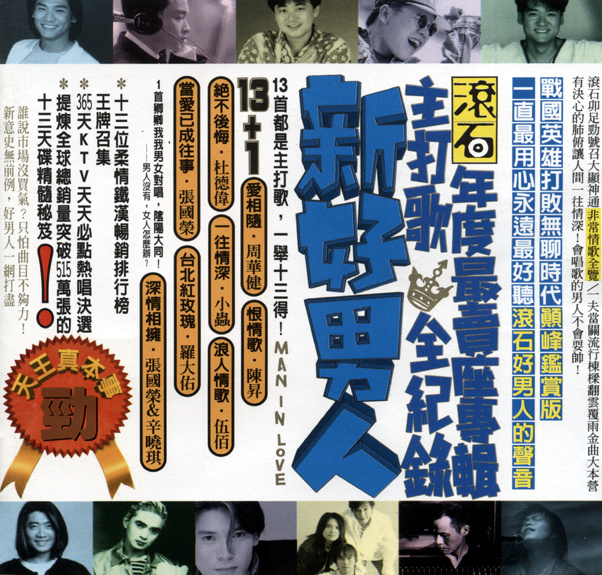 滾石卯足勁號召大顯神通非常情歌全覽／一夫當關流行棟樑翻雲覆雨金曲大本營
有決心的肺腑讓人間一往情深！會唱歌的男人不會耍帥！
戰國英雄打敗無聊時代巔峰鑑賞版
一直最用心永遠最好聽滾石好男人的聲音
滾石年度最賣座專輯
主打歌全紀錄
新好男人
MAN IN LOVE
13首都是主打歌，一舉十三得！
13+1
愛相隨·周華健
恨情歌·陳昇
絕不後悔·杜德偉
一往情深·小蟲
浪人情歌·伍佰
當愛已成往事·張國榮
台北紅玫瑰·羅大佑
1首卿卿我我男女對唱，陰陽大同！
——男人沒有，女人怎麼辦？
深情相擁·張國榮&辛曉琪
*十三位柔情鐵漢暢銷排行榜
王牌召集
*365天KTV天天必點熱唱決選
*提煉全球總銷量突破515萬張的
十三天碟精髓秘笈！
誰說市場沒買氣？只怕曲目不夠力！
新意史無前例，好男人一網打盡
天王真本事
勁